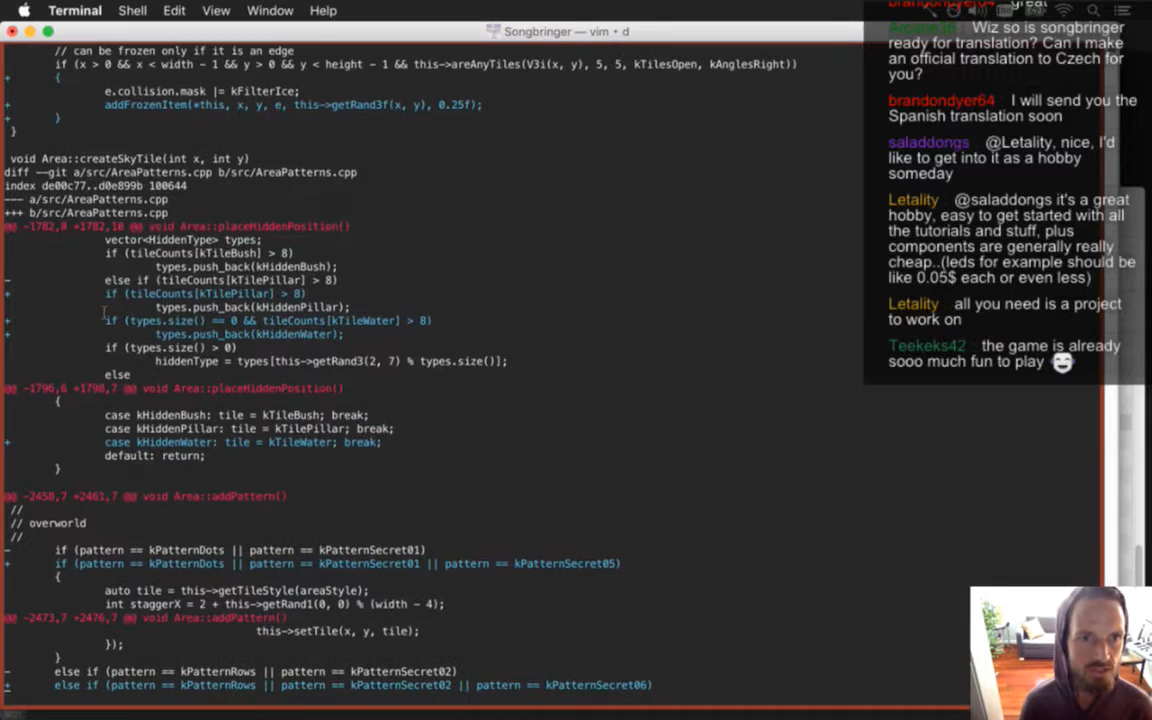 Terminal Shell Edit View Window Help
Songbringer — vim • d
// can be frozen only if it is an edge
if (x > 0 && x < width - 1 && y > 0 && y < height - 1 && this->areAnyTiles(V3i(x, y), 5, 5, kTilesOpen, kAnglesRight))
+ {
e.collision.mask |= kFilterIce;
+ addFrozenItem(*this, x, y, e, this->getRand3f(x, y), 0.25f);
+ }
}
void Area::createSkyTile(int x, int y)
diff --git a/src/AreaPatterns.cpp b/src/AreaPatterns.cpp
index de00c77..d0e899b 100644
--- a/src/AreaPatterns.cpp
+++ b/src/AreaPatterns.cpp
@@ -1782,8 +1782,10 @@ void Area::placeHiddenPosition()
vector<HiddenType> types;
if (tileCounts[kTileBush] > 8)
types.push_back(kHiddenBush);
- else if (tileCounts[kTilePillar] > 8)
+ if (tileCounts[kTilePillar] > 8)
types.push_back(kHiddenPillar);
+ if (types.size() == 0 && tileCounts[kTileWater] > 8)
+ types.push_back(kHiddenWater);
if (types.size() > 0)
hiddenType = types[this->getRand3(2, 7) % types.size()];
else
@@ -1796,6 +1798,7 @@ void Area::placeHiddenPosition()
{
case kHiddenBush: tile = kTileBush; break;
case kHiddenPillar: tile = kTilePillar; break;
+ case kHiddenWater: tile = kTileWater; break;
default: return;
}
@@ -2458,7 +2461,7 @@ void Area::addPattern()
//
// overworld
//
- if (pattern == kPatternDots || pattern == kPatternSecret01)
+ if (pattern == kPatternDots || pattern == kPatternSecret01 || pattern == kPatternSecret05)
{
auto tile = this->getTileStyle(areaStyle);
int staggerX = 2 + this->getRand1(0, 0) % (width - 4);
@@ -2473,7 +2476,7 @@ void Area::addPattern()
this->setTile(x, y, tile);
});
}
- else if (pattern == kPatternRows || pattern == kPatternSecret02)
+ else if (pattern == kPatternRows || pattern == kPatternSecret02 || pattern == kPatternSecret06)
great
Wiz so is songbringer
ready for translation? Can I make
an official translation to Czech for
you?
brandondyer64 I will send you the
Spanish translation soon
saladdongs @Letality, nice, I'd
like to get into it as a hobby
someday
Letality @saladdongs it's a great
hobby, easy to get started with all
the tutorials and stuff, plus
components are generally really
cheap..(leds for example should be
like 0.05$ each or even less)
Letality all you need is a project
to work on
Teekeks42 the game is already
sooo much fun to play